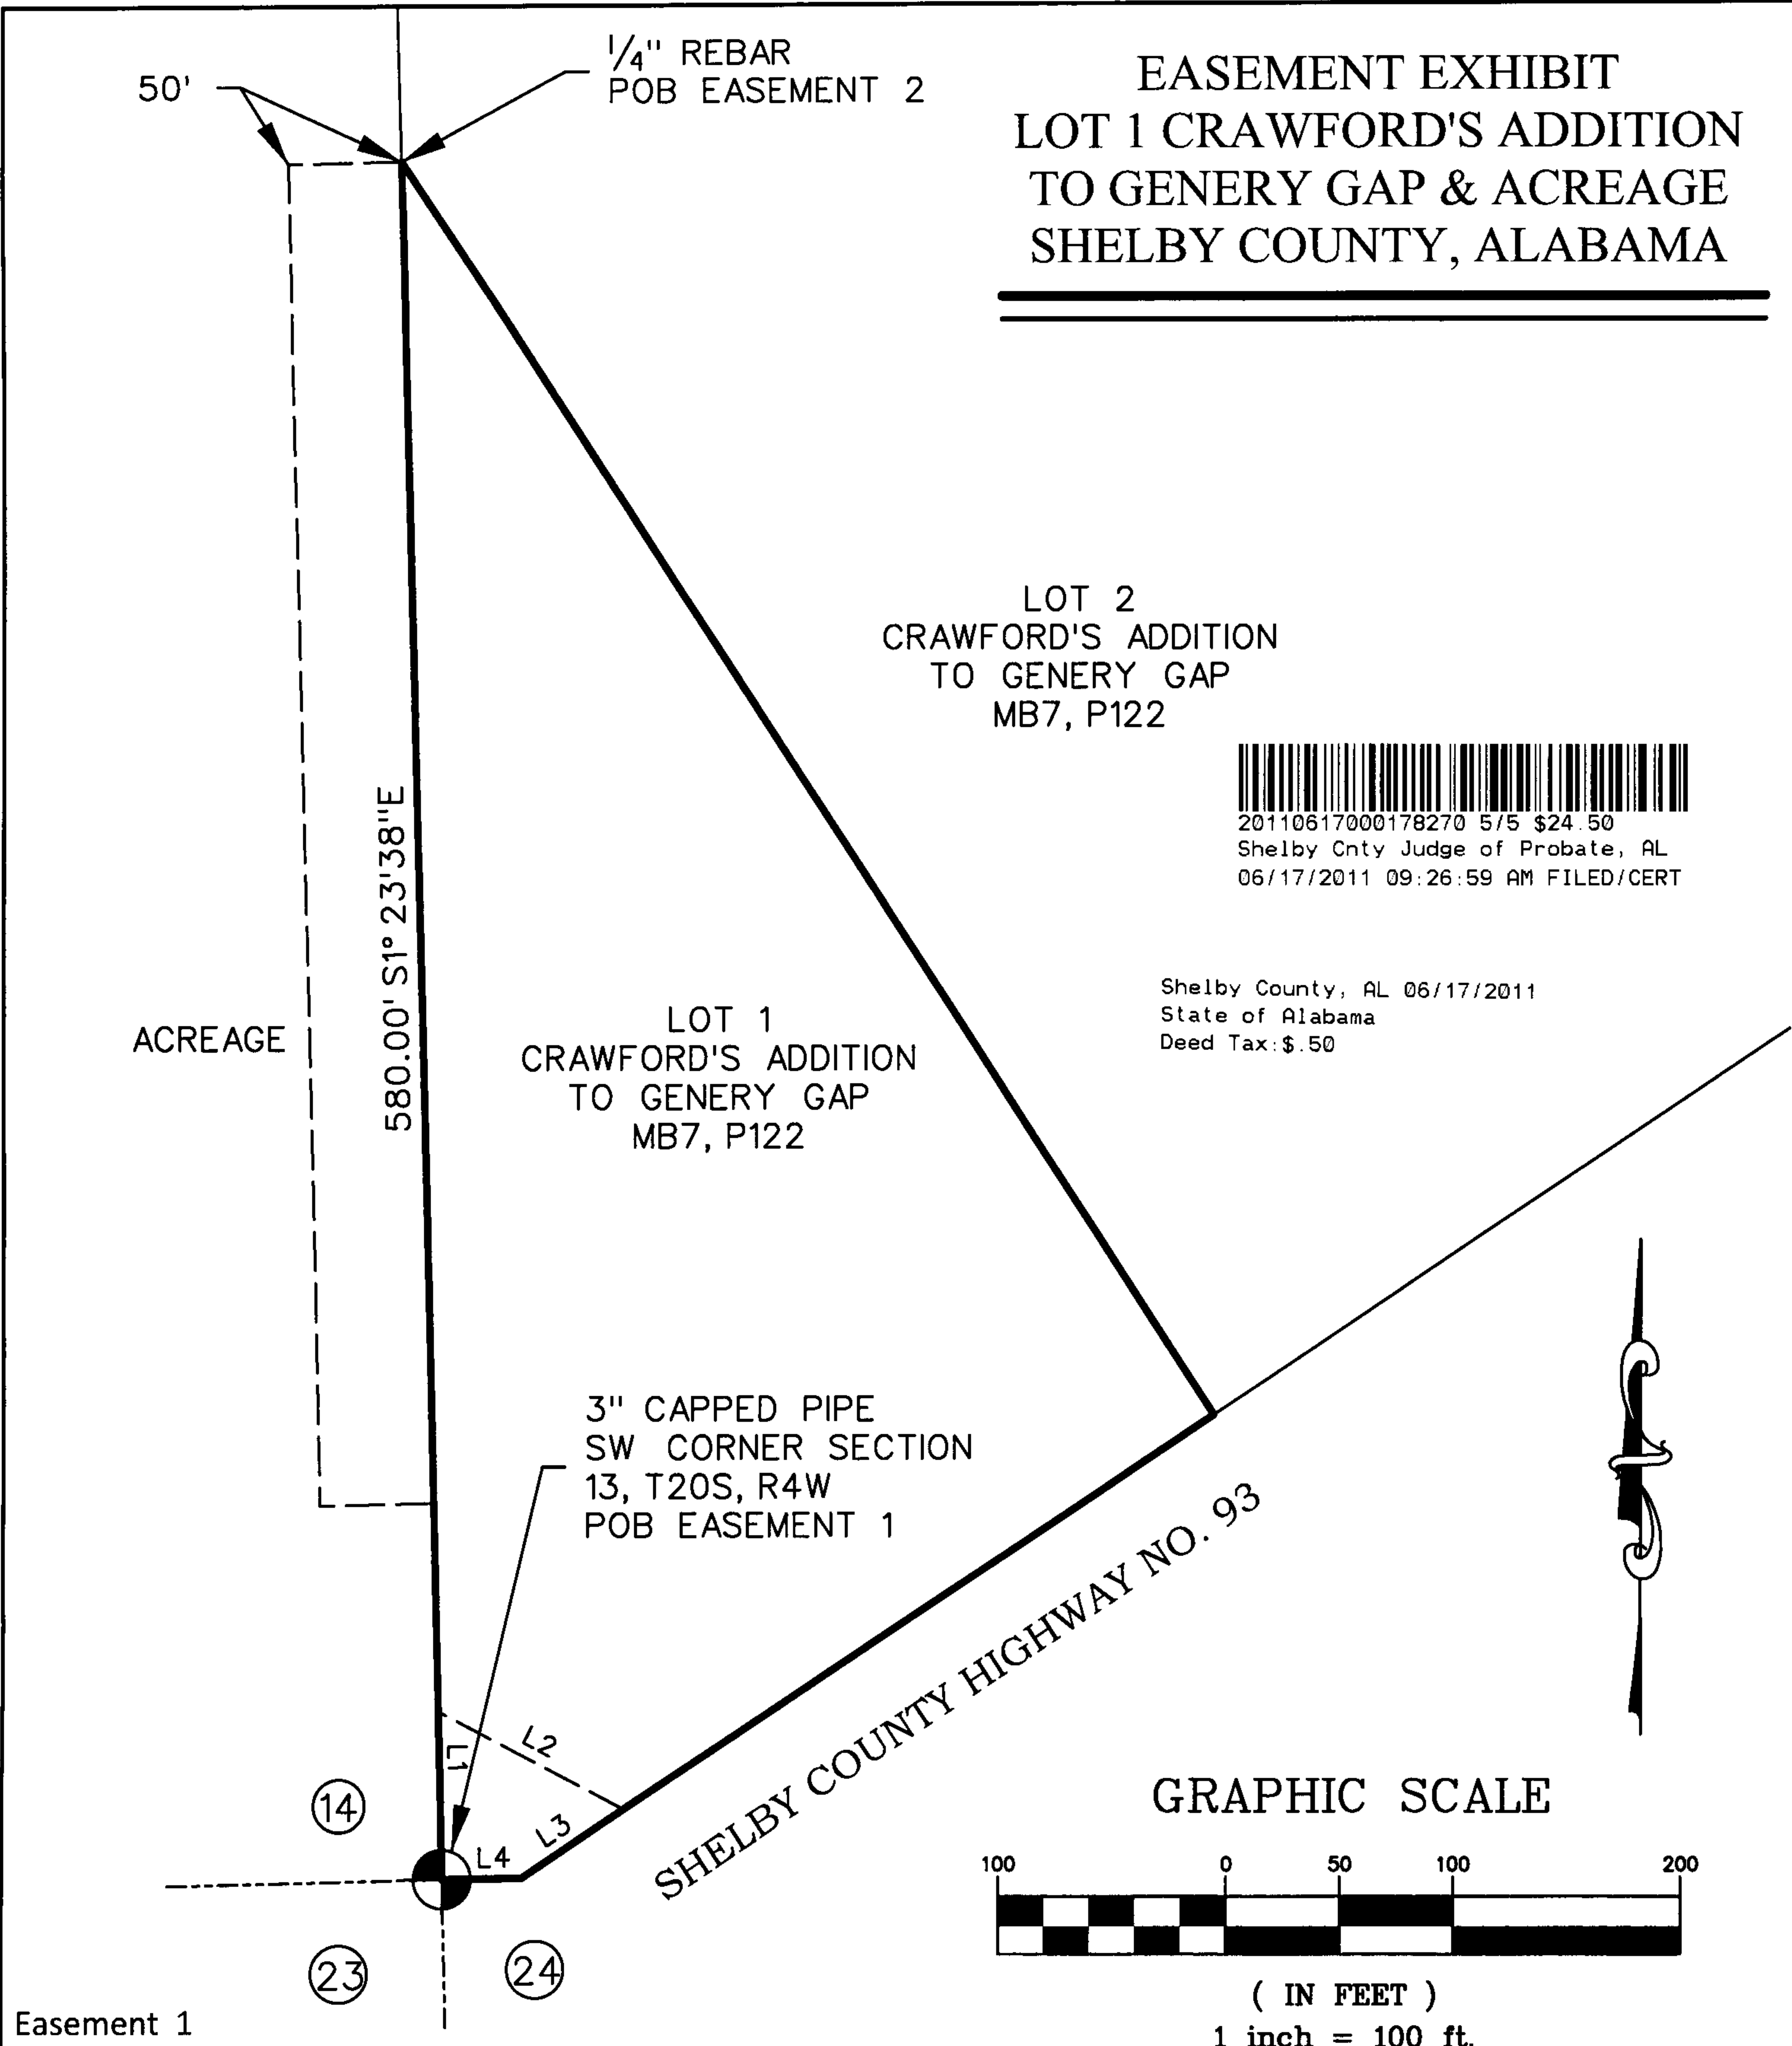 EASEMENT EXHIBIT
LOT 1 CRAWFORD'S ADDITION
TO GENERY GAP & ACREAGE
SHELBY COUNTY, ALABAMA
1/4" REBAR
POB EASEMENT 2
50'
LOT 2
CRAWFORD'S ADDITION
TO GENERY GAP
MB7, P122
20110617000178270 5/5 $24.50
Shelby Cnty Judge of Probate, AL
06/17/2011 09:26:59 AM FILED/CERT
Shelby County, AL 06/17/2011
State of Alabama
Deed Tax:$.50
580.00' S1° 23'38"E
ACREAGE
LOT 1
CRAWFORD'S ADDITION
TO GENERY GAP
MB7, P122
3" CAPPED PIPE
SW CORNER SECTION
13, T20S, R4W
POB EASEMENT 1
SHELBY COUNTY HIGHWAY NO. 93
L1
L2
L3
L4
14
23
24
GRAPHIC SCALE
100 0 50 100 200
( IN FEET )
1 inch = 100 ft.
Easement 1